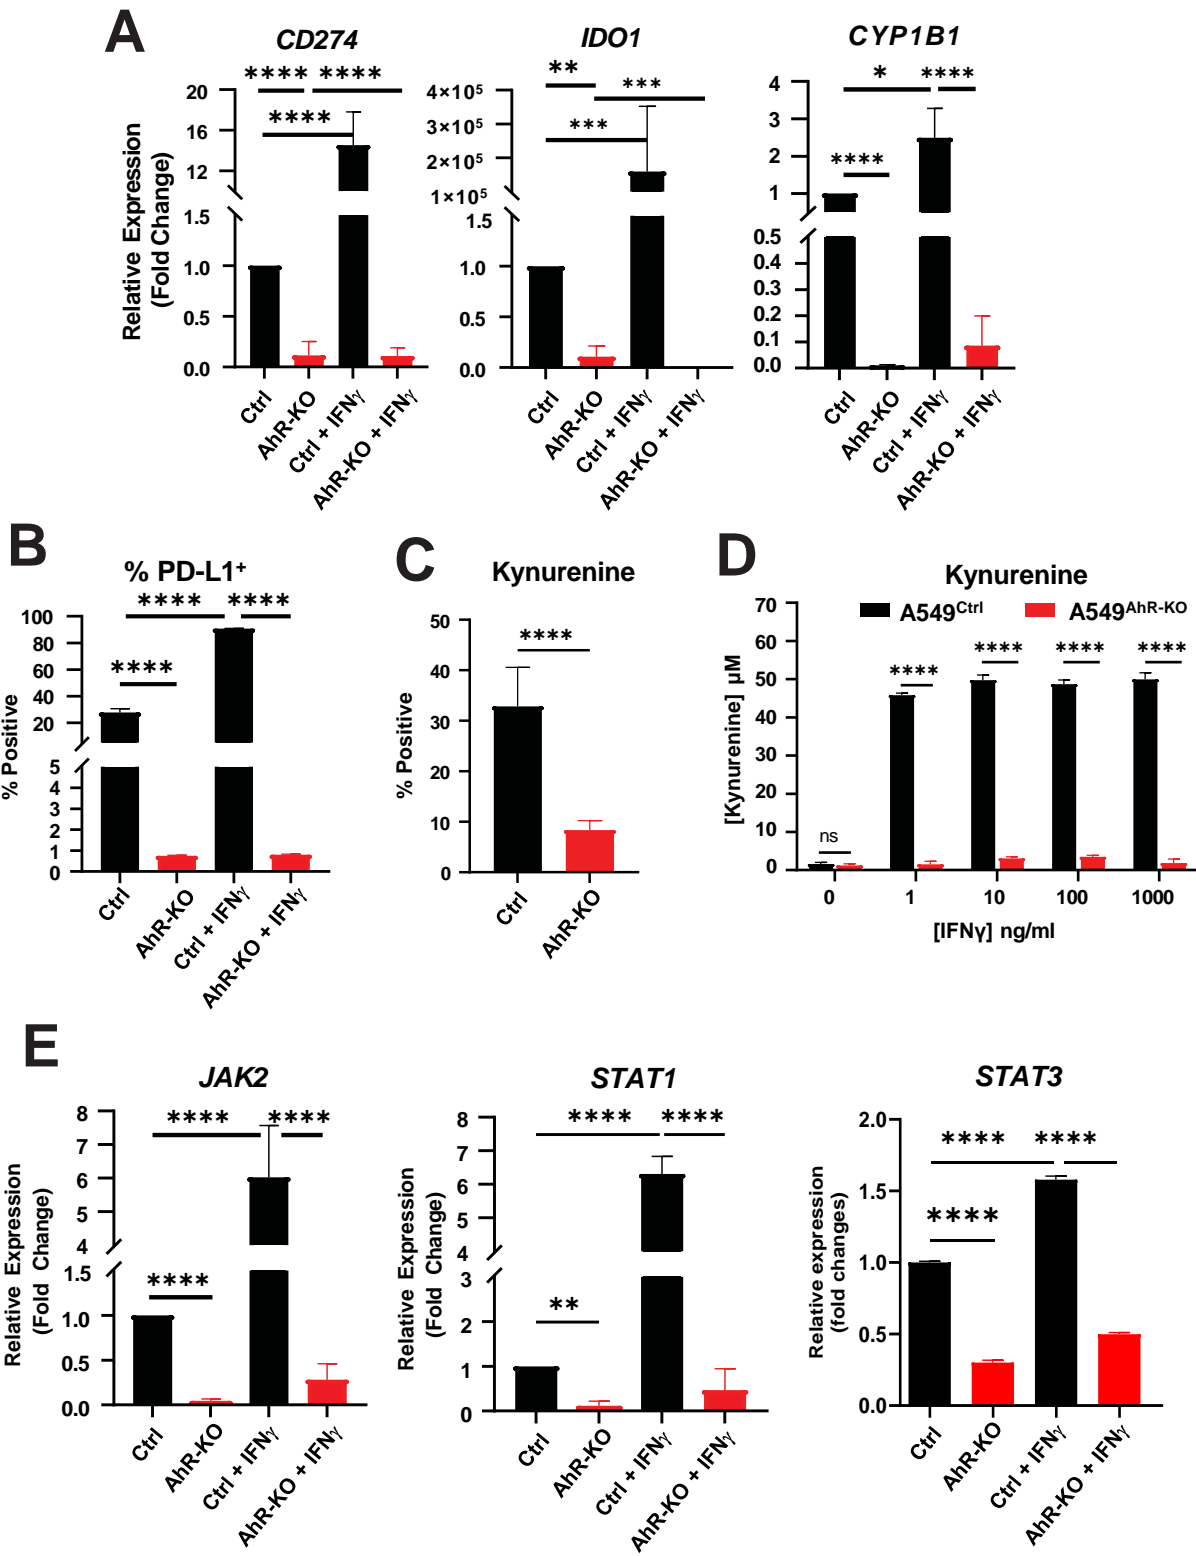 A
CD274
IDO1
CYP1B1
Relative Expression
(Fold Change)
**** ****
****
20
16
12
1.5
1.0
0.5
0.0
Ctrl
AhR-KO
Ctrl + IFNγ
AhR-KO + IFNγ
**
***
***
4×10⁵
3×10⁵
2×10⁵
1×10⁵
1.5
1.0
0.5
0.0
Ctrl
AhR-KO
Ctrl + IFNγ
AhR-KO + IFNγ
* ****
****
4
3
2
1
0.5
0.4
0.3
0.2
0.1
0.0
Ctrl
AhR-KO
Ctrl + IFNγ
AhR-KO + IFNγ
B
% PD-L1⁺
% Positive
**** ****
****
100
80
60
40
20
5
4
3
2
1
0
Ctrl
AhR-KO
Ctrl + IFNγ
AhR-KO + IFNγ
C
Kynurenine
% Positive
****
50
40
30
20
10
0
Ctrl
AhR-KO
D
Kynurenine
A549Ctrl A549AhR-KO
[Kynurenine] µM
70
60
50
40
30
20
10
0
ns
**** **** **** ****
0 1 10 100 1000
[IFNγ] ng/ml
E
JAK2
Relative Expression
(Fold Change)
**** ****
****
8
7
6
5
4
1.5
1.0
0.5
0.0
Ctrl
AhR-KO
Ctrl + IFNγ
AhR-KO + IFNγ
STAT1
Relative Expression
(Fold Change)
**** ****
**
8
7
6
5
4
3
2
1
0
Ctrl
AhR-KO
Ctrl + IFNγ
AhR-KO + IFNγ
STAT3
Relative expression
(fold changes)
**** ****
****
2.0
1.5
1.0
0.5
0.0
Ctrl
AhR-KO
Ctrl + IFNγ
AhR-KO + IFNγ